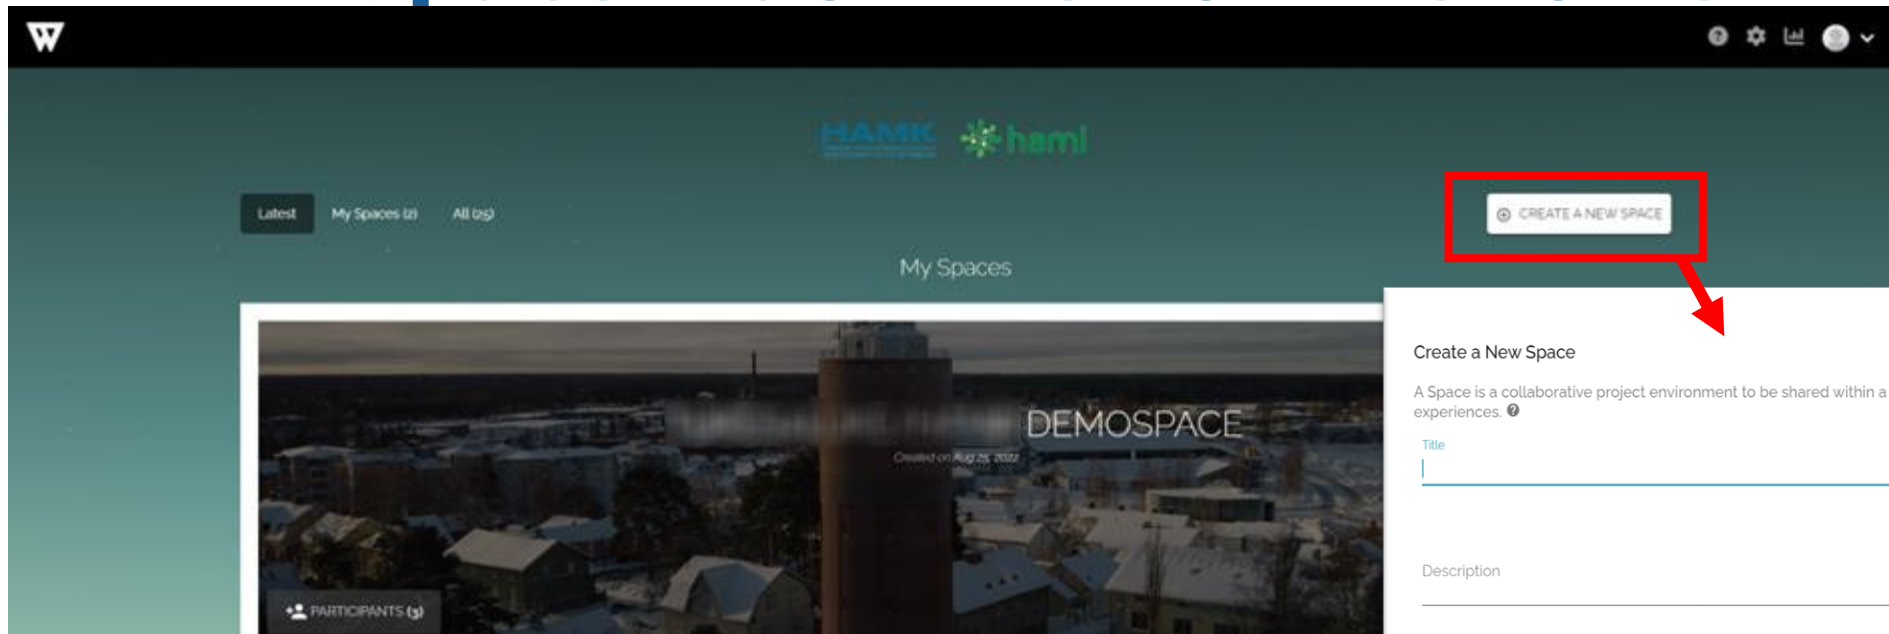 W
HAMK hami
Latest My Spaces (2) All (25)
CREATE A NEW SPACE
My Spaces
DEMOSPACE
Created on Aug 25, 2022
PARTICIPANTS (3)
Create a New Space
A Space is a collaborative project environment to be shared within a
experiences.
Title
Description